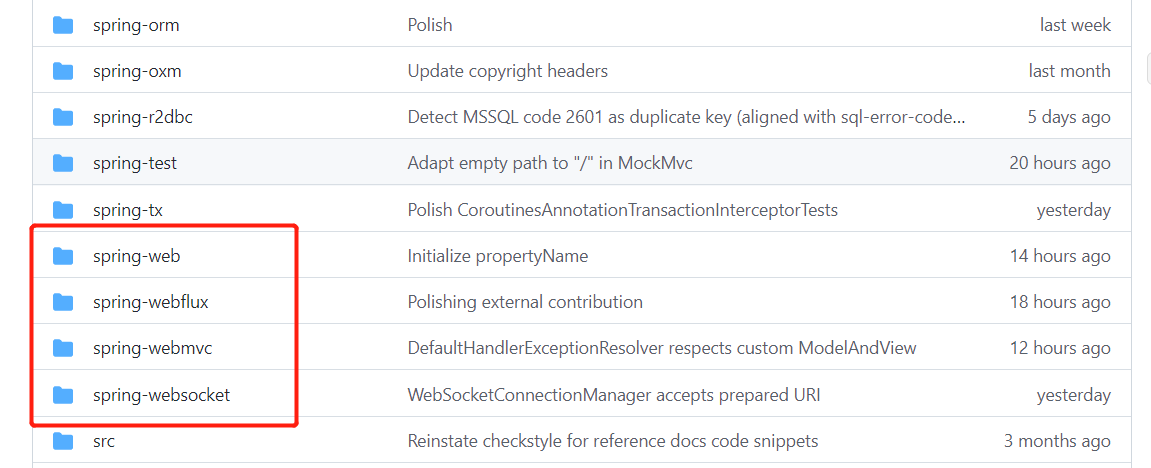 spring-orm Polish last week
spring-oxm Update copyright headers last month
spring-r2dbc Detect MSSQL code 2601 as duplicate key (aligned with sql-error-code... 5 days ago
spring-test Adapt empty path to "/" in MockMvc 20 hours ago
spring-tx Polish CoroutinesAnnotationTransactionInterceptorTests yesterday
spring-web Initialize propertyName 14 hours ago
spring-webflux Polishing external contribution 18 hours ago
spring-webmvc DefaultHandlerExceptionResolver respects custom ModelAndView 12 hours ago
spring-websocket WebSocketConnectionManager accepts prepared URI yesterday
src Reinstate checkstyle for reference docs code snippets 3 months ago